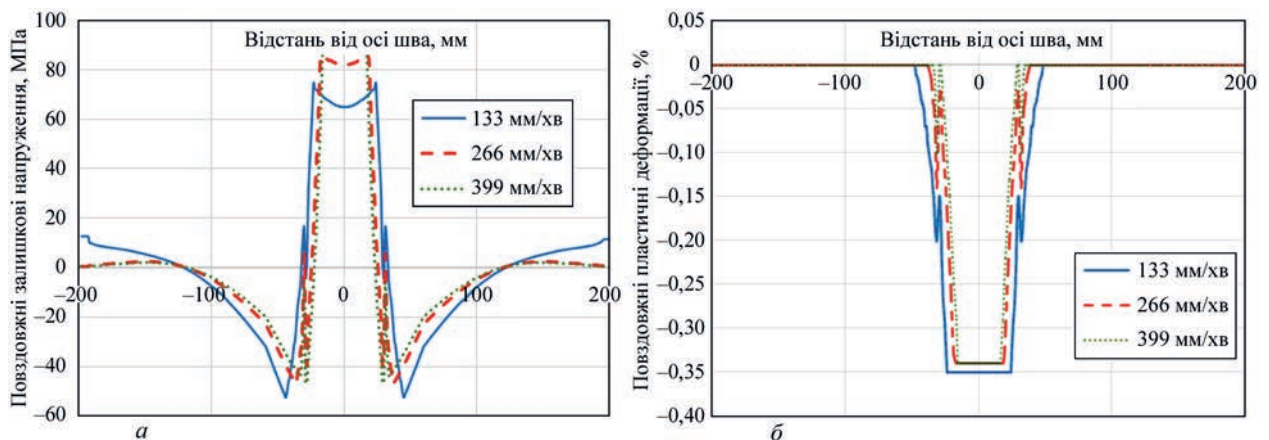 Повздовжні залишкові напруження, МПа
100
80
60
40
20
0
–20
–40
–60
Відстань від осі шва, мм
133 мм/хв
266 мм/хв
399 мм/хв
–200
–100
0
100
200
а
Повздовжні пластичні деформації, %
0,05
0
–0,05
–0,10
–0,15
–0,20
–0,25
–0,30
–0,35
–0,40
Відстань від осі шва, мм
–200
–100
0
100
200
133 мм/хв
266 мм/хв
399 мм/хв
б